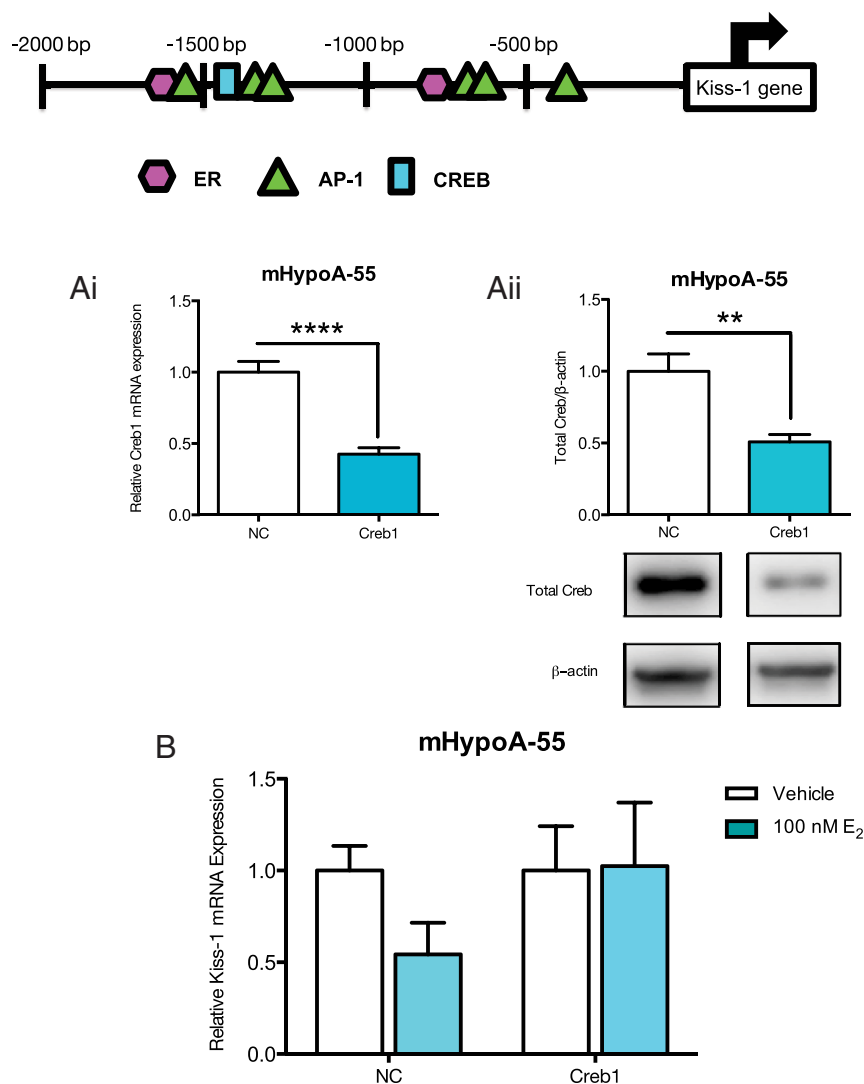 -2000 bp -1500 bp -1000 bp -500 bp
Kiss-1 gene
ER AP-1 CREB
Ai
mHypoA-55
Relative Creb1 mRNA expression
1.5
1.0
0.5
0.0
****
NC Creb1
Aii
mHypoA-55
Total Creb/β-actin
1.5
1.0
0.5
0.0
**
NC Creb1
Total Creb
β-actin
B
mHypoA-55
Relative Kiss-1 mRNA Expression
1.5
1.0
0.5
0.0
NC Creb1
Vehicle
100 nM E₂